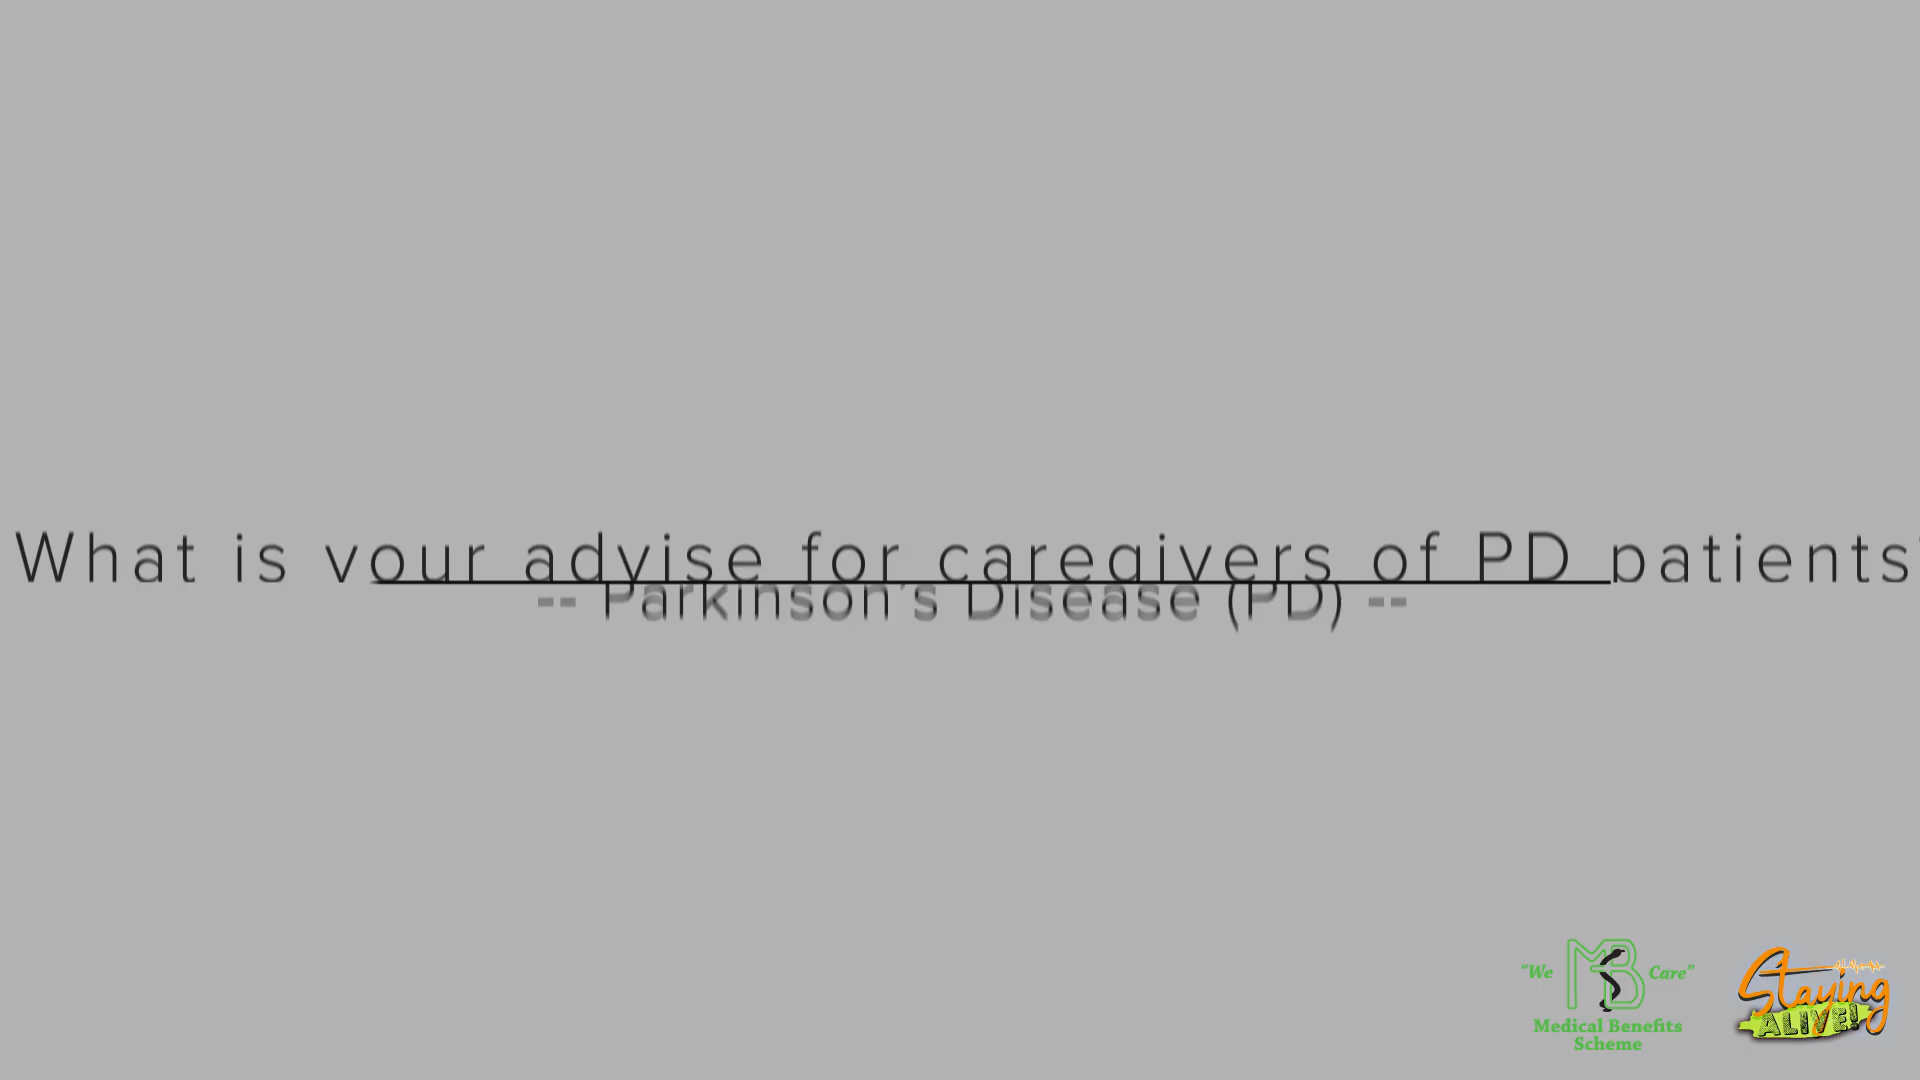 What is your advise for caregivers of PD patients
-- Parkinson's Disease (PD) --
"We MB Care"
Medical Benefits
Scheme
Staying
ALIVE!